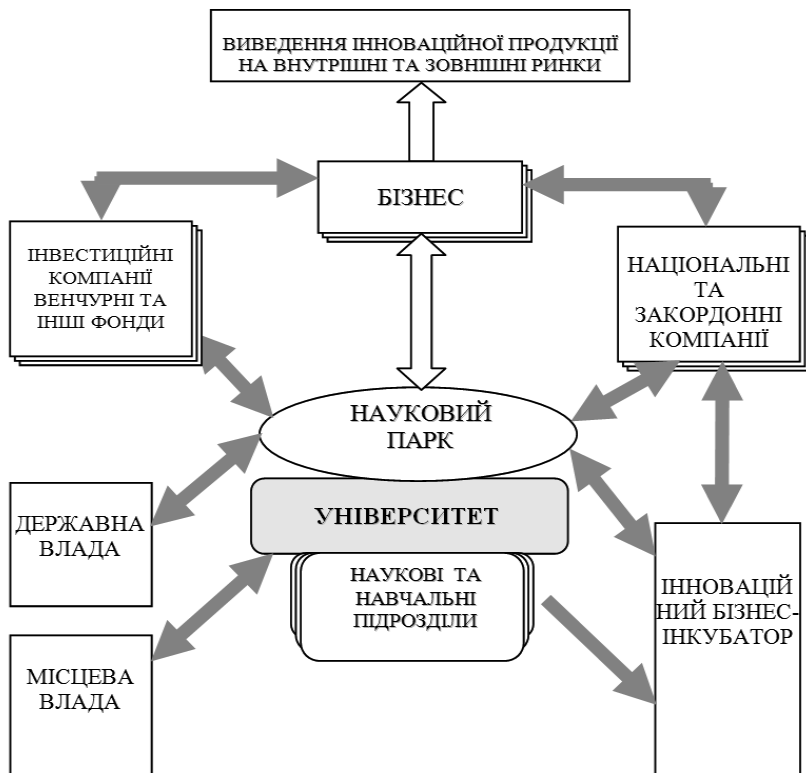 ВИВЕДЕННЯ ІННОВАЦІЙНОЇ ПРОДУКЦІЇ
НА ВНУТРІШНІ ТА ЗОВНІШНІ РИНКИ
БІЗНЕС
ІНВЕСТИЦІЙНІ
КОМПАНІЇ
ВЕНЧУРНІ ТА
ІНШІ ФОНДИ
НАЦІОНАЛЬНІ
ТА
ЗАКОРДОННІ
КОМПАНІЇ
НАУКОВИЙ
ПАРК
ДЕРЖАВНА
ВЛАДА
УНІВЕРСИТЕТ
НАУКОВІ ТА
НАВЧАЛЬНІ
ПІДРОЗДІЛИ
ІННОВАЦІЙ
НИЙ БІЗНЕС-
ІНКУБАТОР
МІСЦЕВА
ВЛАДА